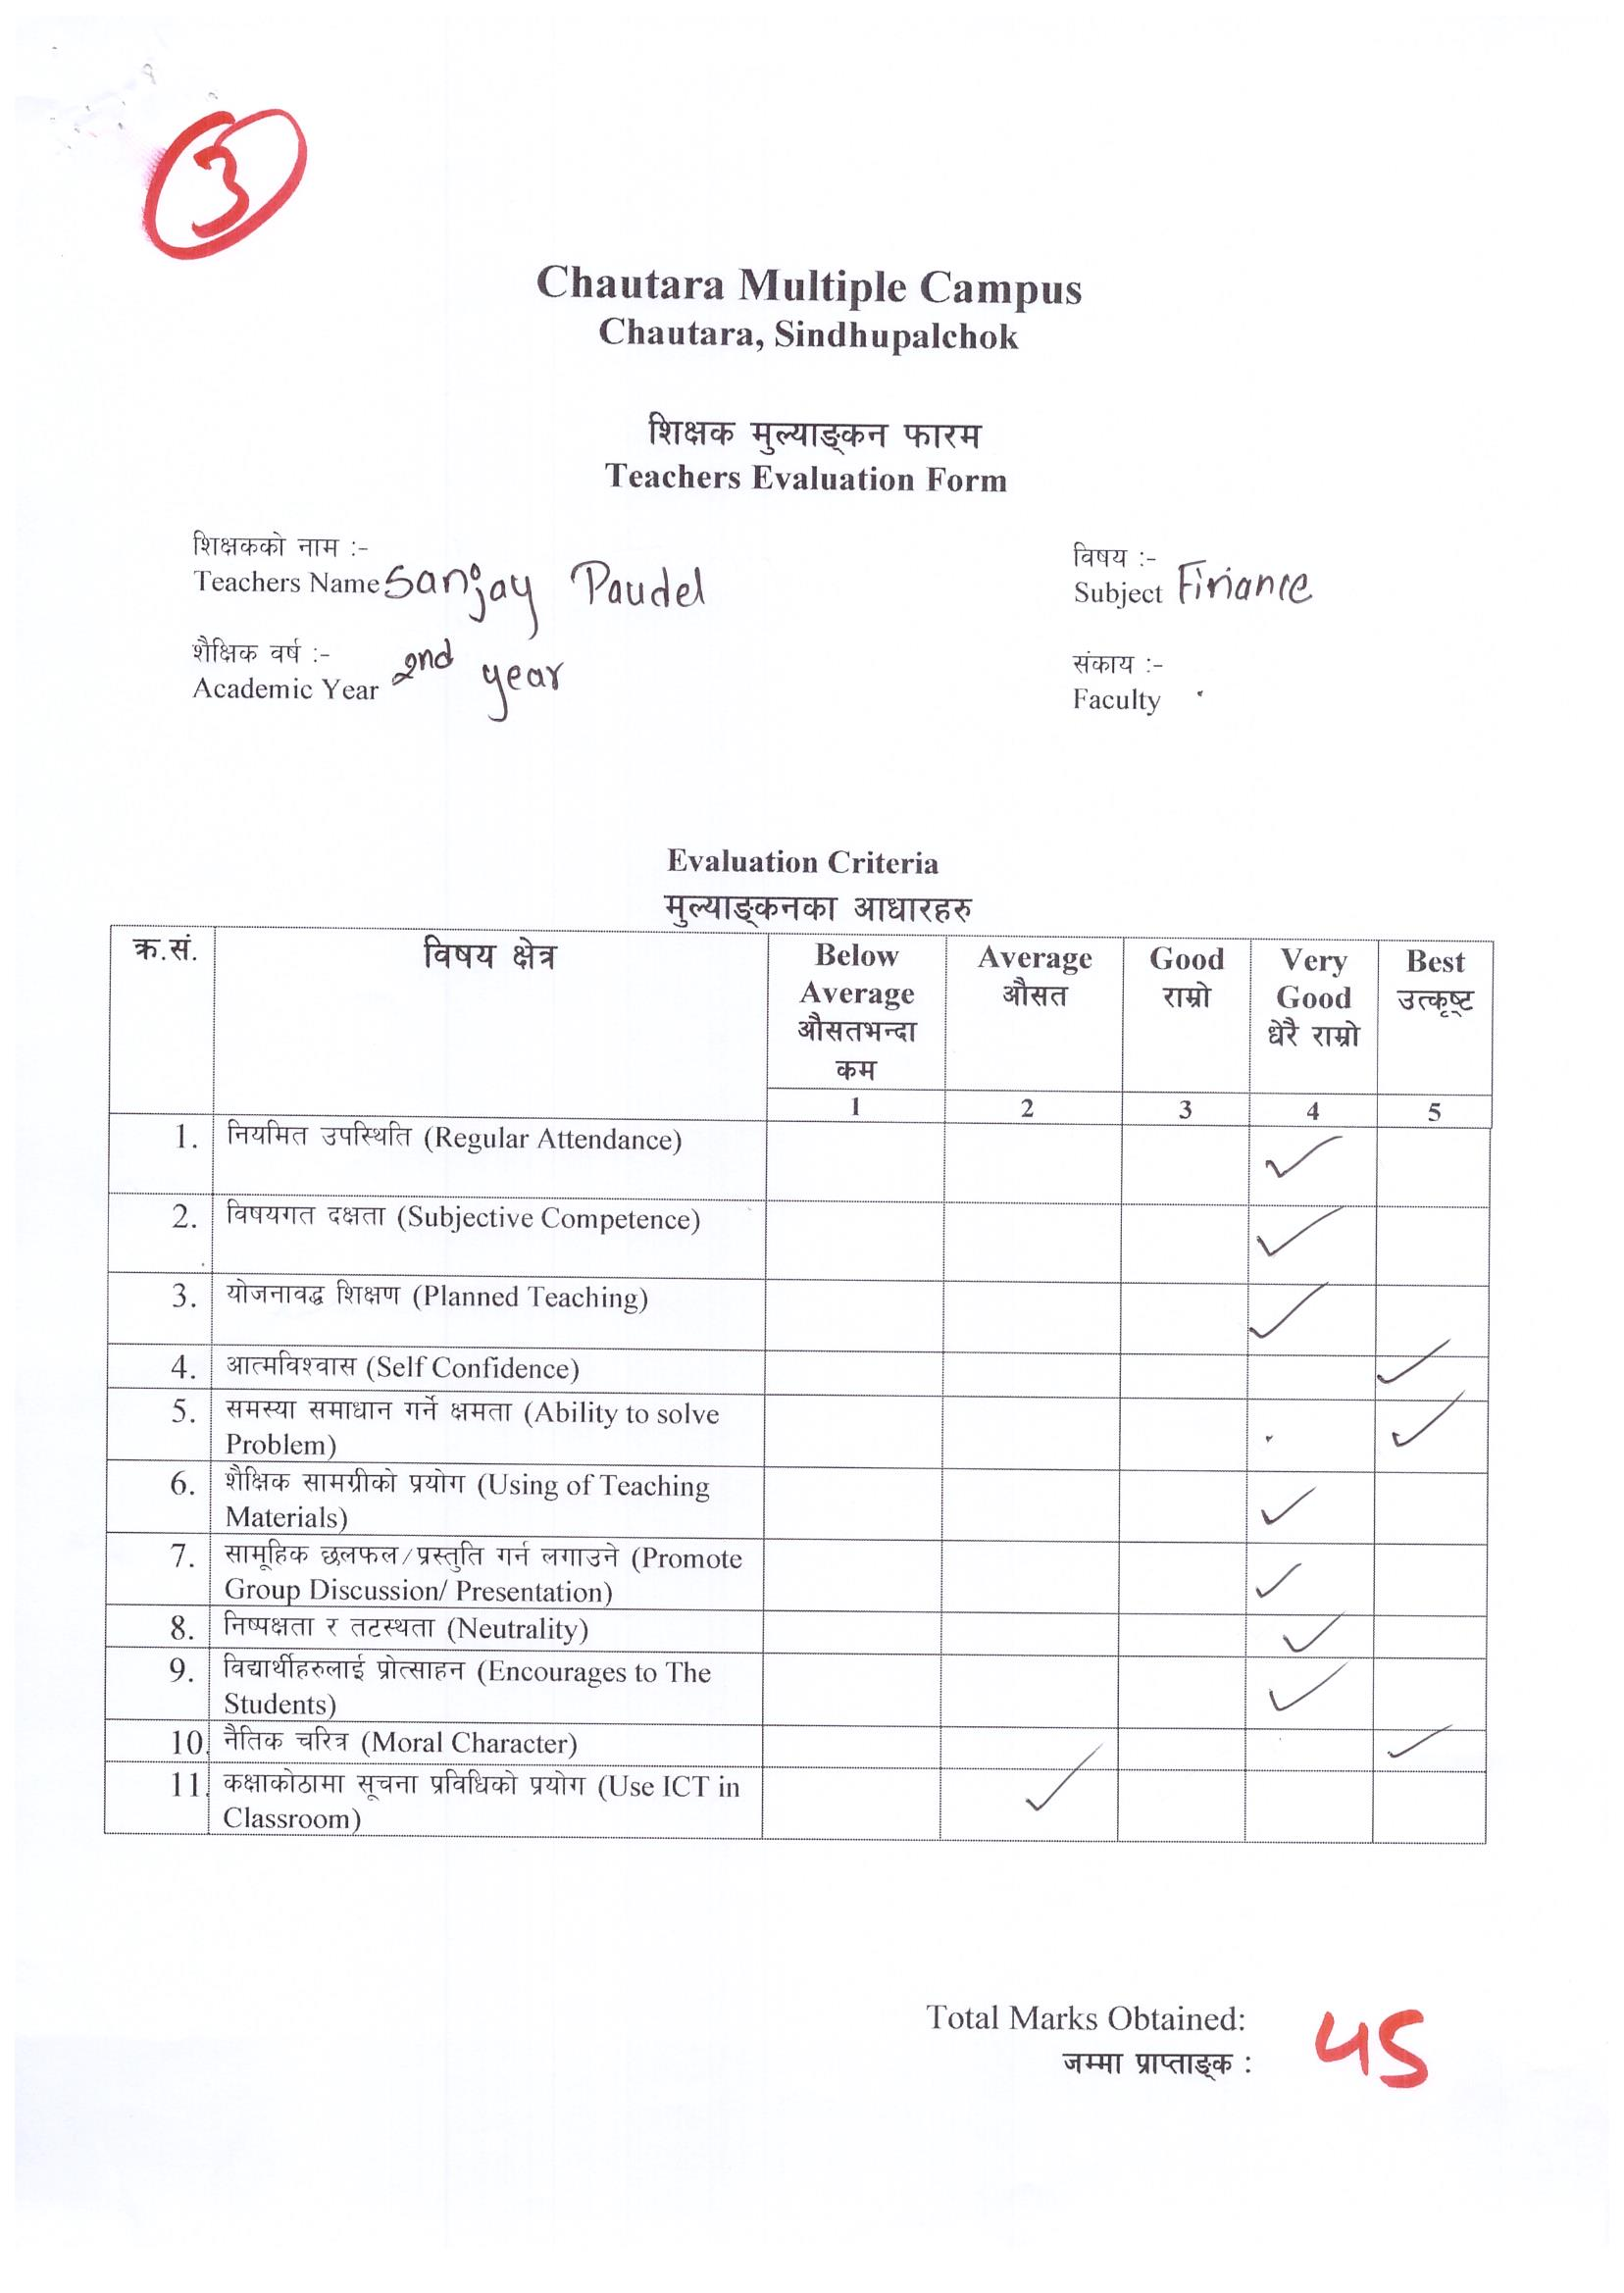 3
Chautara Multiple Campus
Chautara, Sindhupalchok
शिक्षक मुल्याङ्कन फारम
Teachers Evaluation Form
शिक्षकको नाम :-
Teachers Name Sanjay Paudel
विषय :-
Subject Finance
शैक्षिक वर्ष :-
Academic Year 2nd year
संकाय :-
Faculty
Evaluation Criteria
मुल्याङ्कनका आधारहरु
क्र.सं. विषय क्षेत्र Below Average Good Very Best
Average औसत राम्रो Good उत्कृष्ट
औसतभन्दा धेरै राम्रो
कम
1 2 3 4 5
1. नियमित उपस्थिति (Regular Attendance) ✓
2. विषयगत दक्षता (Subjective Competence) ✓
3. योजनावद्ध शिक्षण (Planned Teaching) ✓
4. आत्मविश्वास (Self Confidence) ✓
5. समस्या समाधान गर्ने क्षमता (Ability to solve ✓
Problem)
6. शैक्षिक सामग्रीको प्रयोग (Using of Teaching ✓
Materials)
7. सामूहिक छलफल/प्रस्तुति गर्न लगाउने (Promote ✓
Group Discussion/ Presentation)
8. निष्पक्षता र तटस्थता (Neutrality) ✓
9. विद्यार्थीहरुलाई प्रोत्साहन (Encourages to The ✓
Students)
10. नैतिक चरित्र (Moral Character) ✓
11. कक्षाकोठामा सूचना प्रविधिको प्रयोग (Use ICT in ✓
Classroom)
Total Marks Obtained: 45
जम्मा प्राप्ताङ्क :